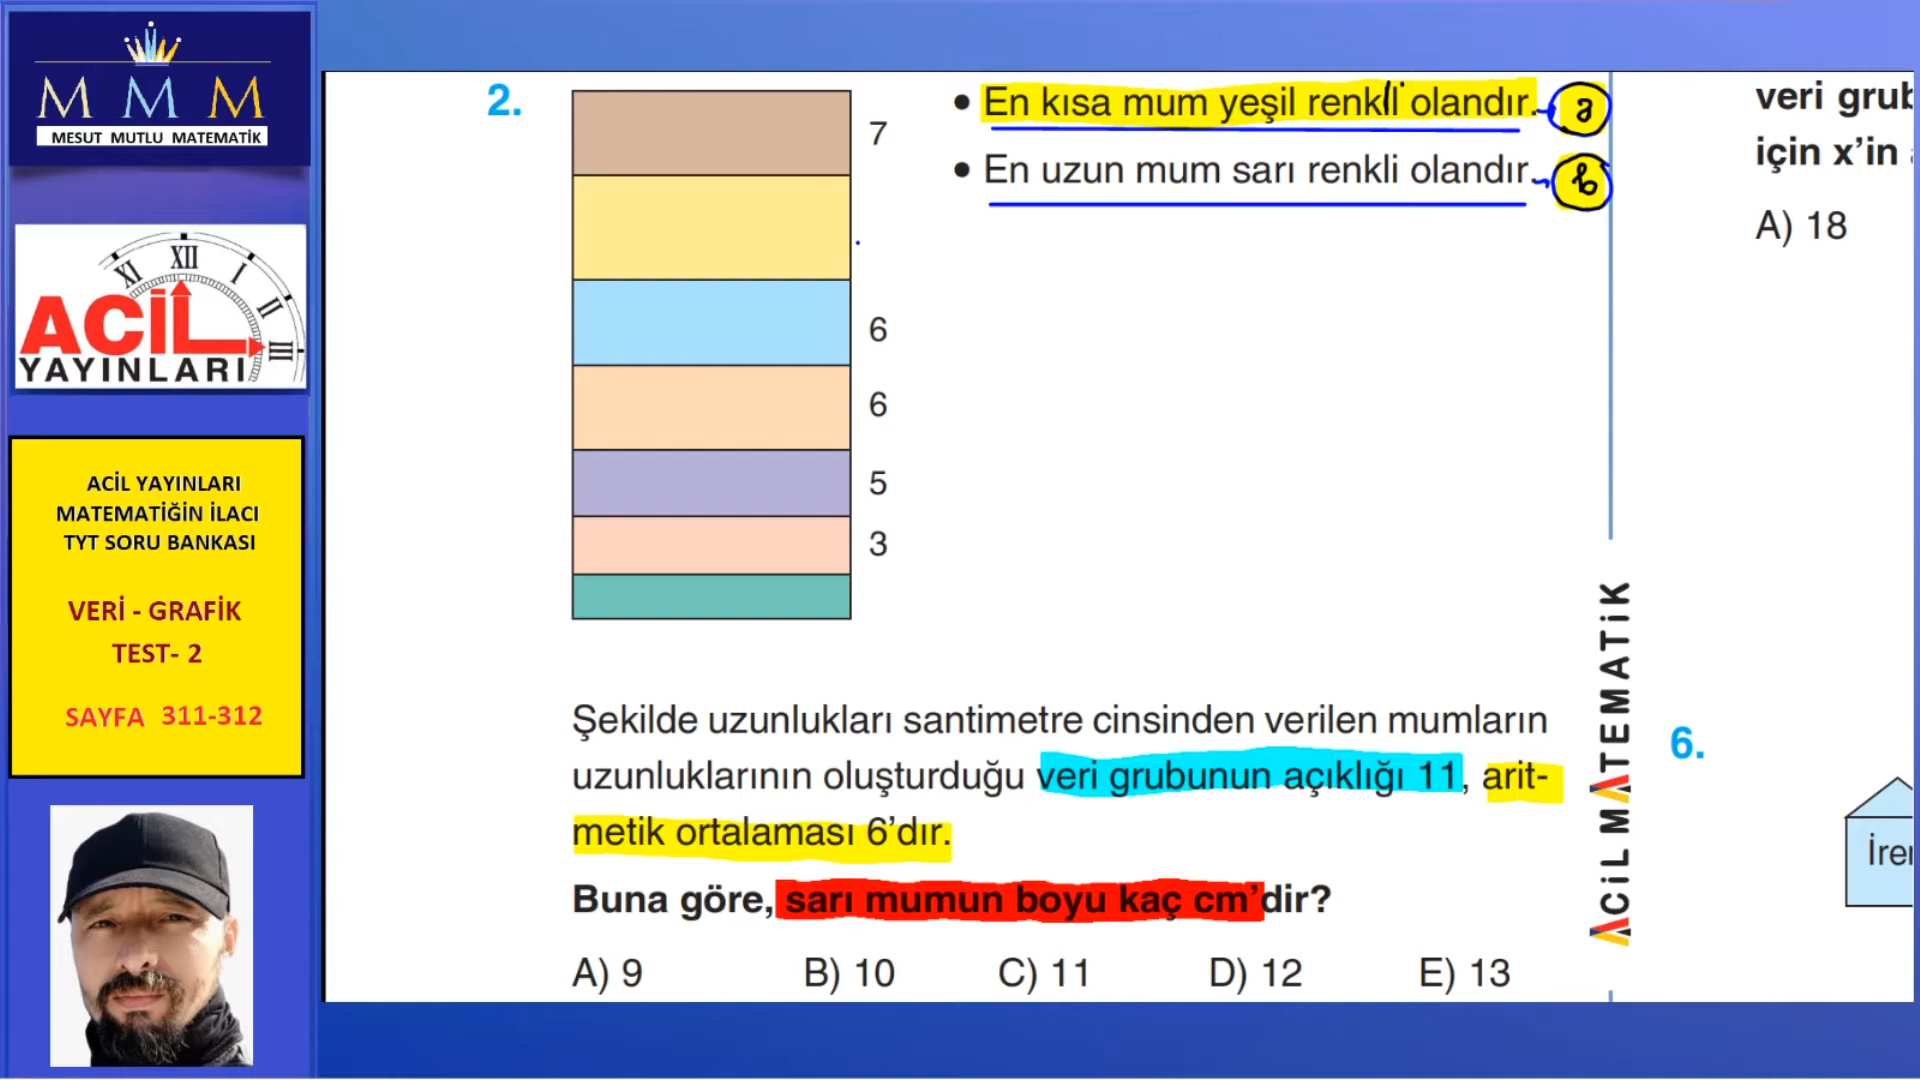 M M M
MESUT MUTLU MATEMATİK
XI XII I II III
ACİL
YAYINLARI
ACİL YAYINLARI
MATEMATİĞİN İLACI
TYT SORU BANKASI
VERİ - GRAFİK
TEST- 2
SAYFA 311-312
2.
7
6
6
5
3
• En kısa mum yeşil renkli olandır. a
• En uzun mum sarı renkli olandır. b
Şekilde uzunlukları santimetre cinsinden verilen mumların
uzunluklarının oluşturduğu veri grubunun açıklığı 11, arit-
metik ortalaması 6’dır.
Buna göre, sarı mumun boyu kaç cm’dir?
A) 9 B) 10 C) 11 D) 12 E) 13
ACiL MATEMATiK
veri grub
için x’in
A) 18
6.
İrer